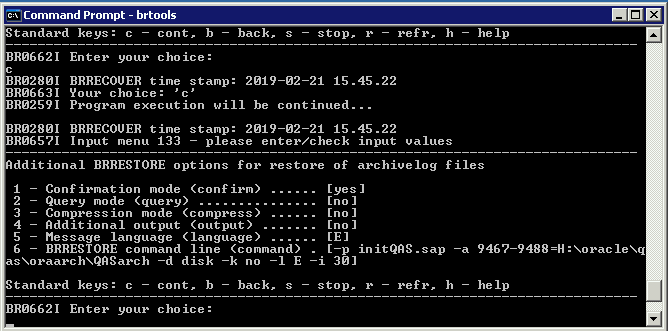 Command Prompt - brtools
Standard keys: c - cont, b - back, s - stop, r - refr, h - help
-------------------------------------------------------------------------------
BR0662I Enter your choice:
c
BR0280I BRRECOVER time stamp: 2019-02-21 15.45.22
BR0663I Your choice: 'c'
BR0259I Program execution will be continued...
BR0280I BRRECOVER time stamp: 2019-02-21 15.45.22
BR0657I Input menu 133 - please enter/check input values
-------------------------------------------------------------------------------
Additional BRRESTORE options for restore of archivelog files
1 - Confirmation mode (confirm) ...... [yes]
2 - Query mode (query) ............... [no]
3 - Compression mode (compress) ...... [no]
4 - Additional output (output) ....... [no]
5 - Message language (language) ...... [E]
6 - BRRESTORE command line (command) . [-p initQAS.sap -a 9467-9488=H:\oracle\q
as\oraarch\QASarch -d disk -k no -l E -i 30]
Standard keys: c - cont, b - back, s - stop, r - refr, h - help
-------------------------------------------------------------------------------
BR0662I Enter your choice: